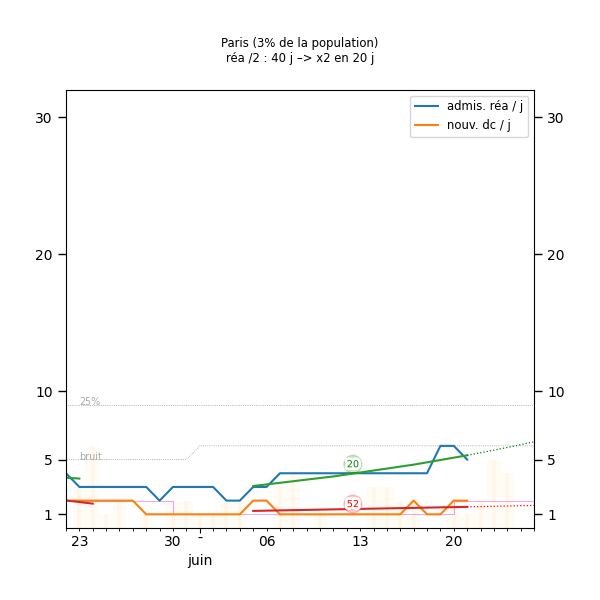 Paris (3% de la population)
réa /2 : 40 j –> x2 en 20 j
admis. réa / j
nouv. dc / j
30 30
20 20
10 10
25%
5 5
bruit
20
52
1 1
23 30 - 06 13 20
juin